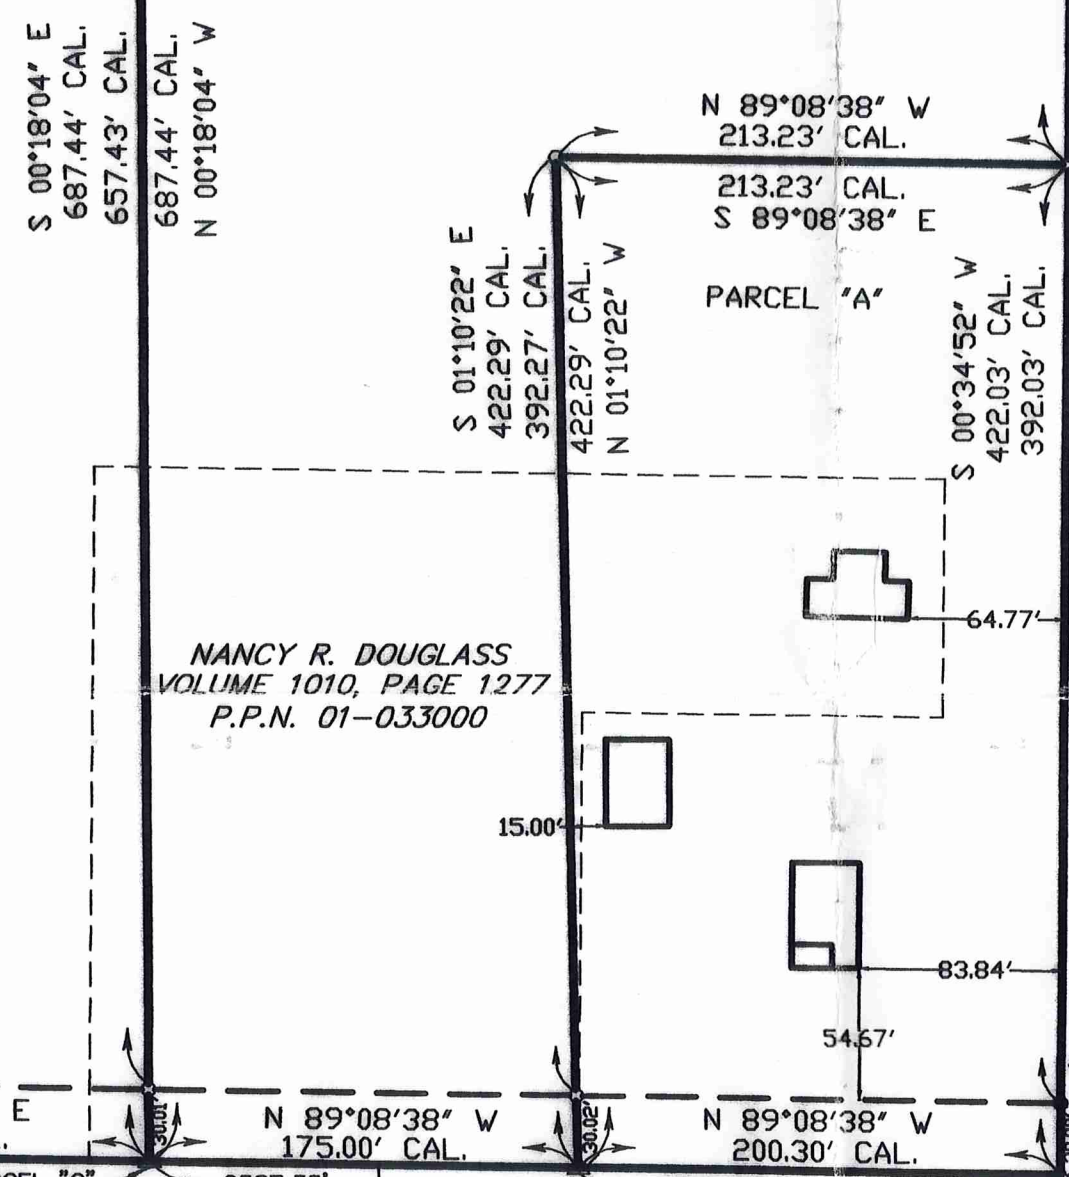 S 00°18'04" E
687.44' CAL.
657.43' CAL.
687.44' CAL.
N 00°18'04" W
N 89°08'38" W
213.23' CAL.
213.23' CAL.
S 89°08'38" E
PARCEL "A"
S 01°10'22" E
422.29' CAL.
392.27' CAL.
422.29' CAL.
N 01°10'22" W
S 00°34'52" W
422.03' CAL.
392.03' CAL.
64.77'
NANCY R. DOUGLASS
VOLUME 1010, PAGE 1277
P.P.N. 01-033000
15.00'
83.84'
54.67'
E
30.01'
N 89°08'38" W
175.00' CAL.
30.02'
N 89°08'38" W
200.30' CAL.